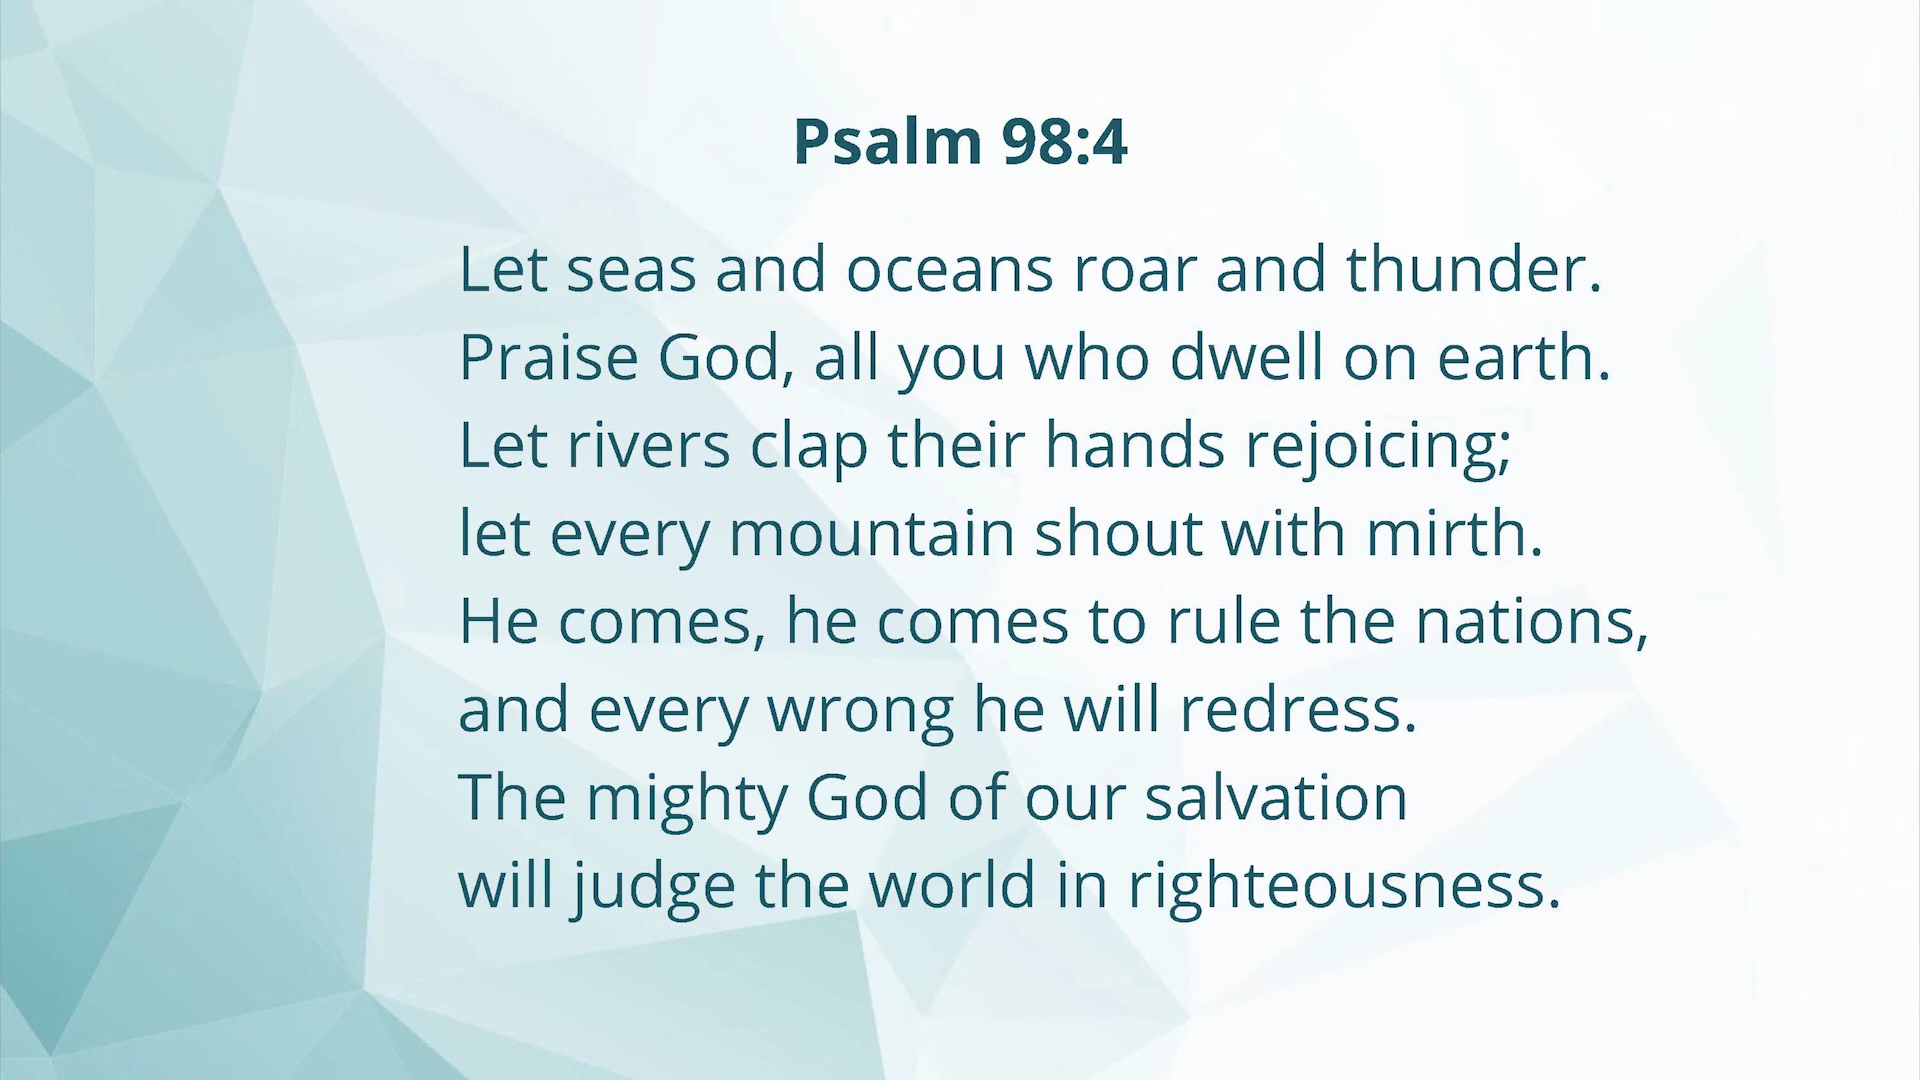 Psalm 98:4
Let seas and oceans roar and thunder.
Praise God, all you who dwell on earth.
Let rivers clap their hands rejoicing;
let every mountain shout with mirth.
He comes, he comes to rule the nations,
and every wrong he will redress.
The mighty God of our salvation
will judge the world in righteousness.